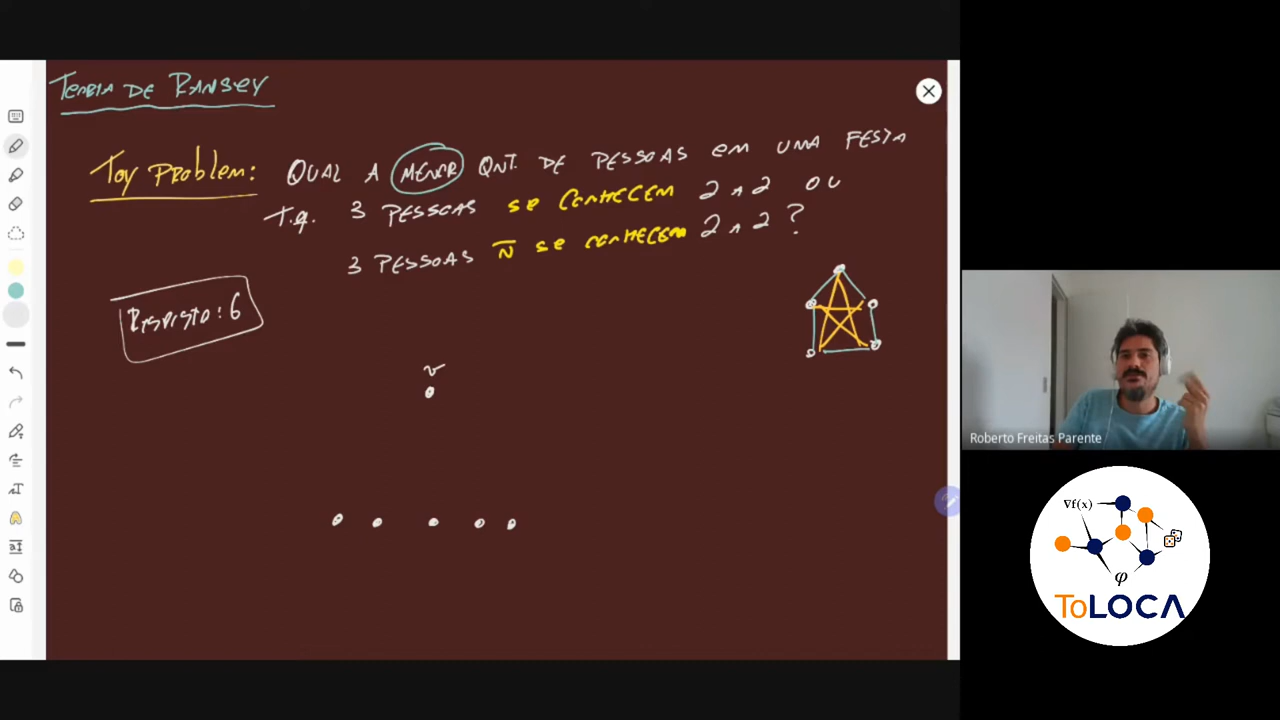 TEORIA DE RAMSEY
TOY PROBLEM: QUAL A MENOR QNT. DE PESSOAS EM UMA FESTA
T.q. 3 PESSOAS SE CONHECEM 2 A 2 OU
3 PESSOAS Ñ SE CONHECEM 2 A 2 ?
RESPOSTA: 6
v
Roberto Freitas Parente
∇f(x)
φ
ToLOCA